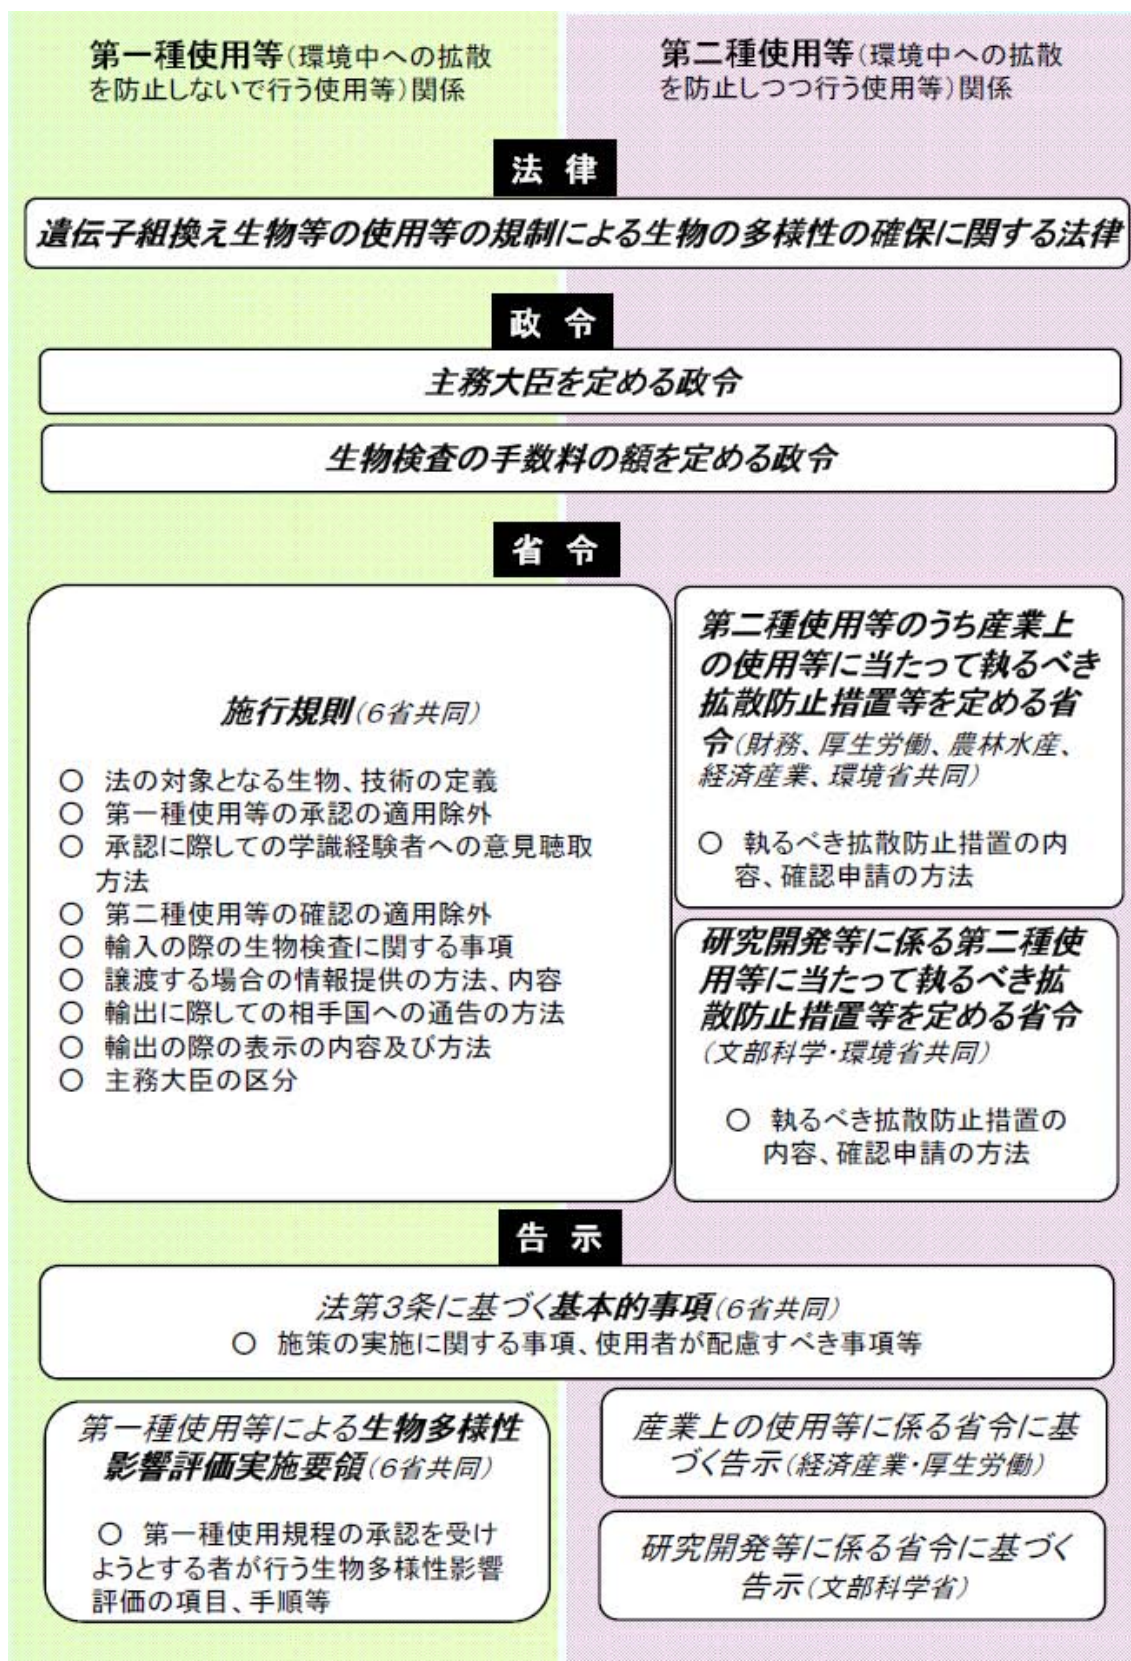 第一種使用等(環境中への拡散
を防止しないで行う使用等)関係
第二種使用等(環境中への拡散
を防止しつつ行う使用等)関係
法 律
遺伝子組換え生物等の使用等の規制による生物の多様性の確保に関する法律
政 令
主務大臣を定める政令
生物検査の手数料の額を定める政令
省 令
施行規則(6省共同)
○ 法の対象となる生物、技術の定義
○ 第一種使用等の承認の適用除外
○ 承認に際しての学識経験者への意見聴取
方法
○ 第二種使用等の確認の適用除外
○ 輸入の際の生物検査に関する事項
○ 譲渡する場合の情報提供の方法、内容
○ 輸出に際しての相手国への通告の方法
○ 輸出の際の表示の内容及び方法
○ 主務大臣の区分
第二種使用等のうち産業上
の使用等に当たって執るべき
拡散防止措置等を定める省
令(財務、厚生労働、農林水産、
経済産業、環境省共同)
○ 執るべき拡散防止措置の内
容、確認申請の方法
研究開発等に係る第二種使
用等に当たって執るべき拡
散防止措置等を定める省令
(文部科学・環境省共同)
○ 執るべき拡散防止措置の
内容、確認申請の方法
告 示
法第3条に基づく基本的事項(6省共同)
○ 施策の実施に関する事項、使用者が配慮すべき事項等
第一種使用等による生物多様性
影響評価実施要領(6省共同)
○ 第一種使用規程の承認を受け
ようとする者が行う生物多様性影響
評価の項目、手順等
産業上の使用等に係る省令に基
づく告示(経済産業・厚生労働)
研究開発等に係る省令に基づく
告示(文部科学省)